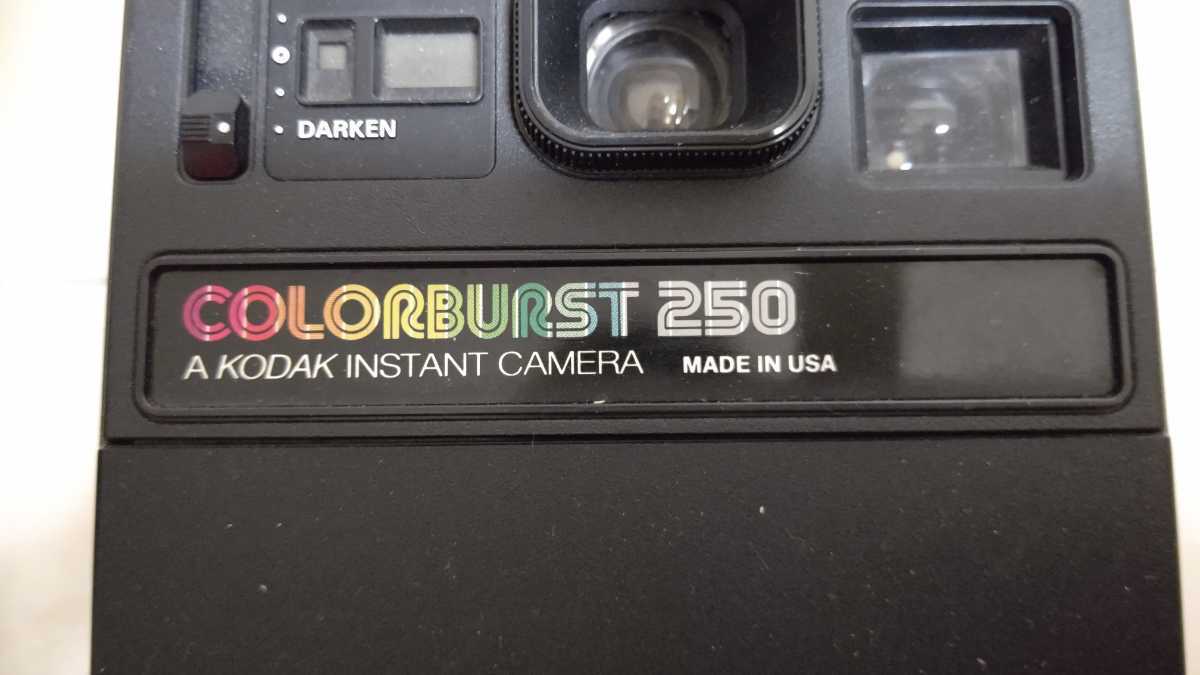 DARKEN
COLORBURST 250
A KODAK INSTANT CAMERA MADE IN USA